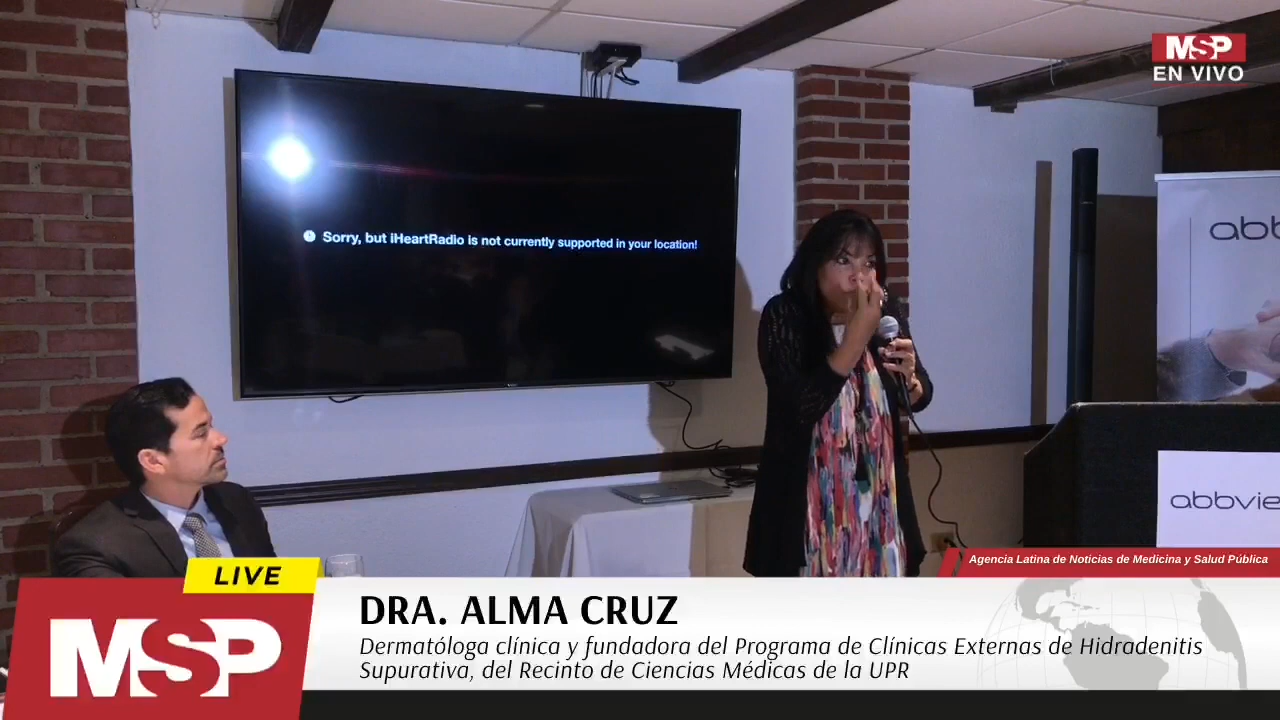 MSP
EN VIVO
Sorry, but iHeartRadio is not currently supported in your location!
abbvie
Agencia Latina de Noticias de Medicina y Salud Pública
LIVE
MSP
DRA. ALMA CRUZ
Dermatóloga clínica y fundadora del Programa de Clínicas Externas de Hidradenitis
Supurativa, del Recinto de Ciencias Médicas de la UPR